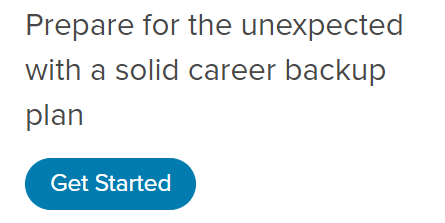 Prepare for the unexpected
with a solid career backup
plan
Get Started